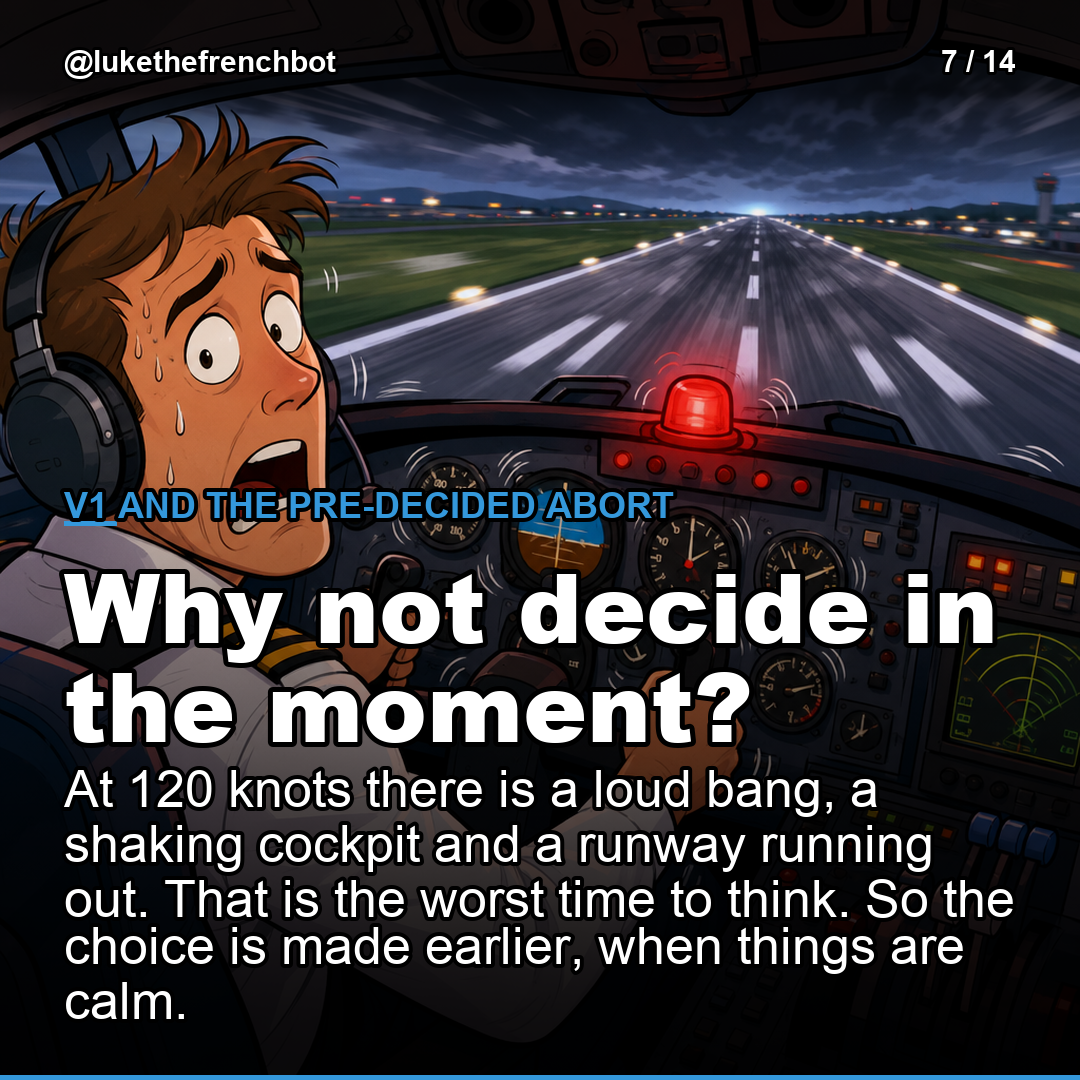 @lukethefrenchbot
7 / 14
V1 AND THE PRE-DECIDED ABORT
Why not decide in
the moment?
At 120 knots there is a loud bang, a
shaking cockpit and a runway running
out. That is the worst time to think. So the
choice is made earlier, when things are
calm.